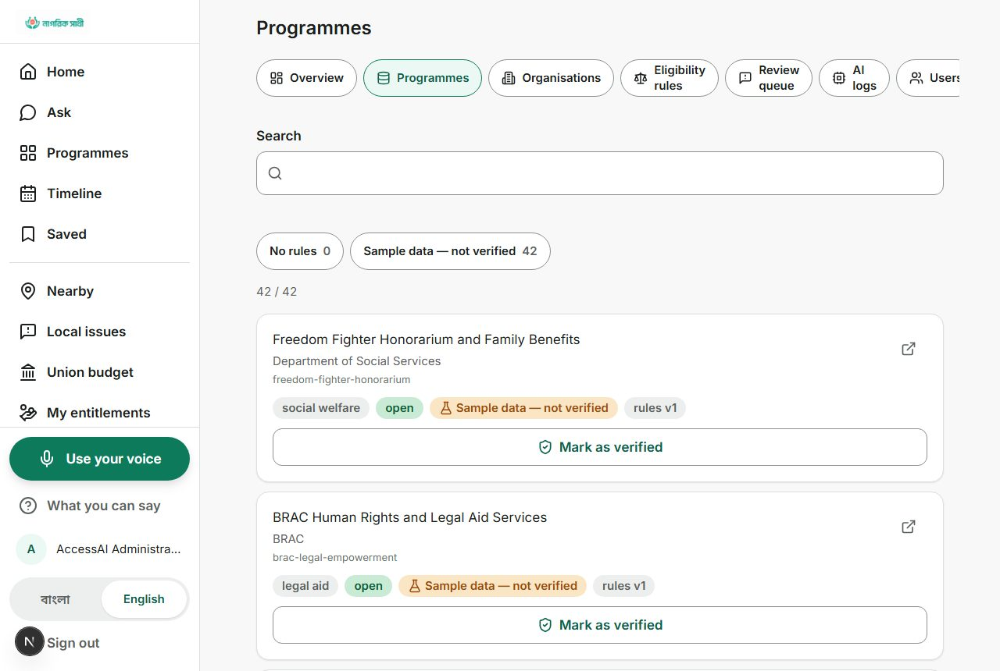 নাগরিক সাথী
Home
Ask
Programmes
Timeline
Saved
Nearby
Local issues
Union budget
My entitlements
Use your voice
What you can say
A
AccessAI Administra...
বাংলা
English
N
Sign out
Programmes
Overview
Programmes
Organisations
Eligibility
rules
Review
queue
AI
logs
Users
Search
No rules 0
Sample data — not verified 42
42 / 42
Freedom Fighter Honorarium and Family Benefits
Department of Social Services
freedom-fighter-honorarium
social welfare
open
Sample data — not verified
rules v1
Mark as verified
BRAC Human Rights and Legal Aid Services
BRAC
brac-legal-empowerment
legal aid
open
Sample data — not verified
rules v1
Mark as verified